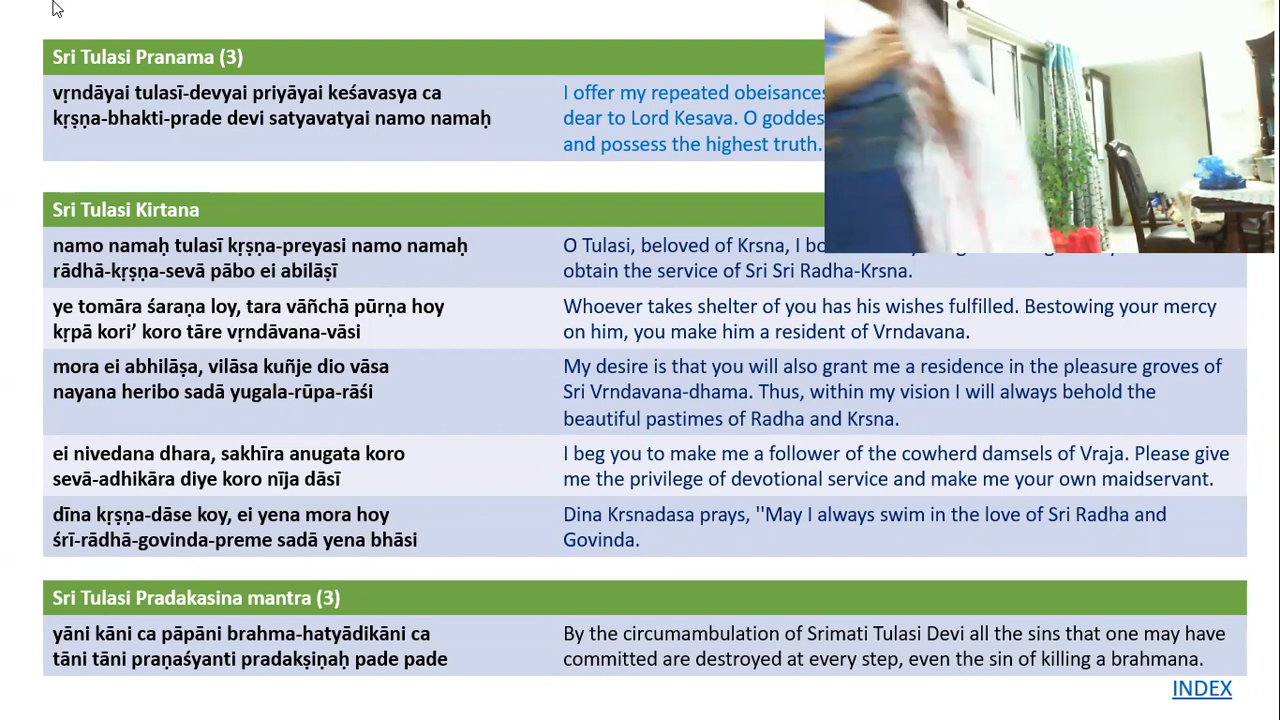 Sri Tulasi Pranama (3)
vṛndāyai tulasī-devyai priyāyai keśavasya ca
kṛṣṇa-bhakti-prade devi satyavatyai namo namaḥ
I offer my repeated obeisances
dear to Lord Kesava. O
and possess the highest truth.
Sri Tulasi Kirtana
namo namaḥ tulasī kṛṣṇa-preyasi namo namaḥ
rādhā-kṛṣṇa-sevā pābo ei abilāṣī
O Tulasi, beloved of Krsna, I
obtain the service of Sri Sri Radha-Krsna.
ye tomāra śaraṇa loy, tara vāñchā pūrṇa hoy
kṛpā kori’ koro tāre vṛndāvana-vāsi
Whoever takes shelter of you has his wishes fulfilled. Bestowing your mercy
on him, you make him a resident of Vrndavana.
mora ei abhilāṣa, vilāsa kuñje dio vāsa
nayana heribo sadā yugala-rūpa-rāśi
My desire is that you will also grant me a residence in the pleasure groves of
Sri Vrndavana-dhama. Thus, within my vision I will always behold the
beautiful pastimes of Radha and Krsna.
ei nivedana dhara, sakhīra anugata koro
sevā-adhikāra diye koro nīja dāsī
I beg you to make me a follower of the cowherd damsels of Vraja. Please give
me the privilege of devotional service and make me your own maidservant.
dīna kṛṣṇa-dāse koy, ei yena mora hoy
śrī-rādhā-govinda-preme sadā yena bhāsi
Dina Krsnadasa prays, ''May I always swim in the love of Sri Radha and
Govinda.
Sri Tulasi Pradakasina mantra (3)
yāni kāni ca pāpāni brahma-hatyādikāni ca
tāni tāni praṇaśyanti pradakṣiṇaḥ pade pade
By the circumambulation of Srimati Tulasi Devi all the sins that one may have
committed are destroyed at every step, even the sin of killing a brahmana.
INDEX